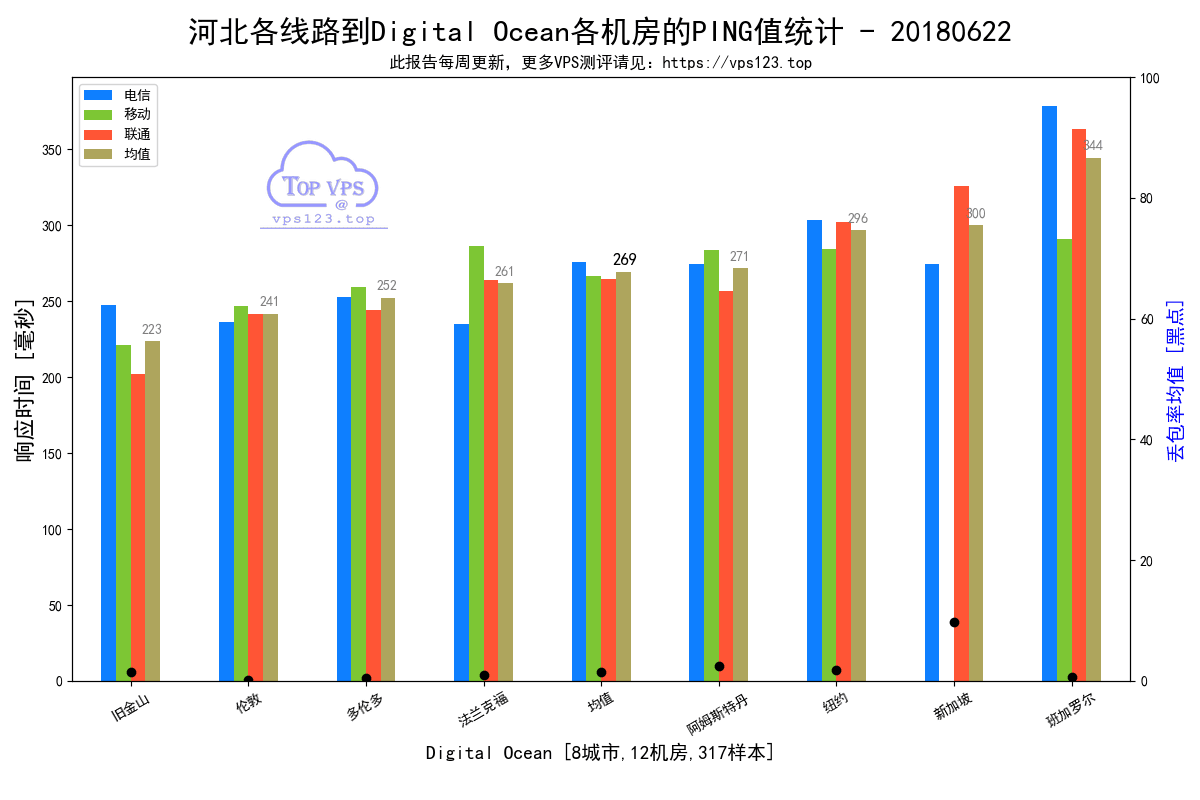 河北各线路到Digital Ocean各机房的PING值统计 - 20180622
此报告每周更新，更多VPS测评请见：https://vps123.top
电信
移动
联通
均值
TOP VPS
@
vps123.top
响应时间 [毫秒]
350
300
250
200
150
100
50
0
223
241
252
261
269
271
296
300
344
100
80
60
40
20
0
丢包率均值 [黑点]
旧金山
伦敦
多伦多
法兰克福
均值
阿姆斯特丹
纽约
新加坡
班加罗尔
Digital Ocean [8城市,12机房,317样本]